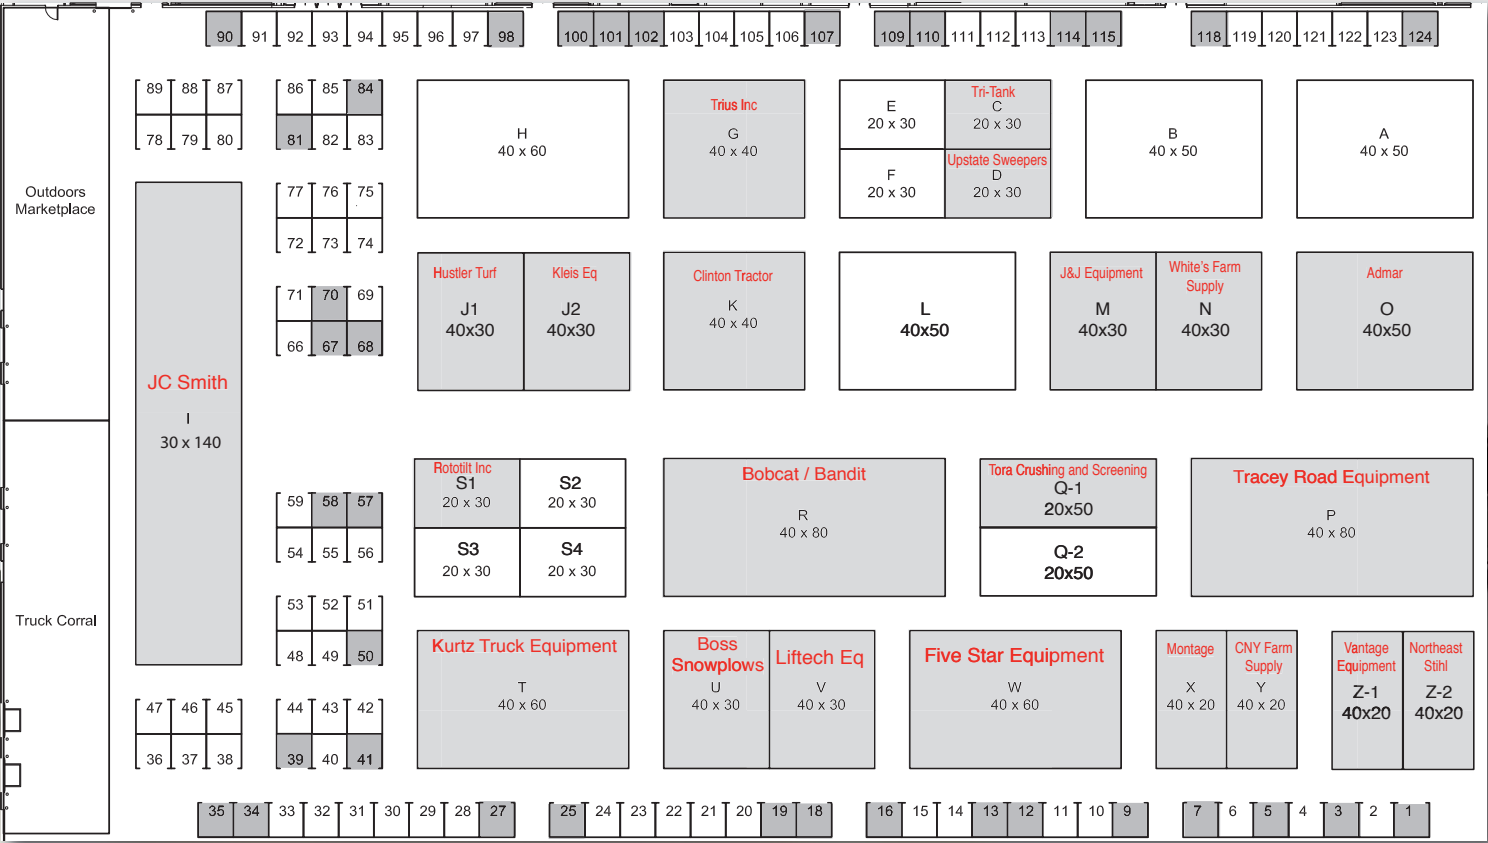 90 91 92 93 94 95 96 97 98 100 101 102 103 104 105 106 107 109 110 111 112 113 114 115 118 119 120 121 122 123 124
89 88 87
78 79 80
86 85 84
81 82 83
H
40 x 60
Trius Inc
G
40 x 40
E
20 x 30
Tri-Tank
C
20 x 30
F
20 x 30
Upstate Sweepers
D
20 x 30
B
40 x 50
A
40 x 50
Outdoors
Marketplace
77 76 75
72 73 74
71 70 69
66 67 68
Hustler Turf
J1
40x30
Kleis Eq
J2
40x30
Clinton Tractor
K
40 x 40
L
40x50
J&J Equipment
M
40x30
White's Farm
Supply
N
40x30
Admar
O
40x50
JC Smith
I
30 x 140
59 58 57
54 55 56
Rototilt Inc
S1
20 x 30
S2
20 x 30
S3
20 x 30
S4
20 x 30
Bobcat / Bandit
R
40 x 80
Tora Crushing and Screening
Q-1
20x50
Q-2
20x50
Tracey Road Equipment
P
40 x 80
Truck Corral
53 52 51
48 49 50
47 46 45
36 37 38
44 43 42
39 40 41
Kurtz Truck Equipment
T
40 x 60
Boss
Snowplows
U
40 x 30
Liftech Eq
V
40 x 30
Five Star Equipment
W
40 x 60
Montage
X
40 x 20
CNY Farm
Supply
Y
40 x 20
Vantage
Equipment
Z-1
40x20
Northeast
Stihl
Z-2
40x20
35 34 33 32 31 30 29 28 27 25 24 23 22 21 20 19 18 16 15 14 13 12 11 10 9 7 6 5 4 3 2 1